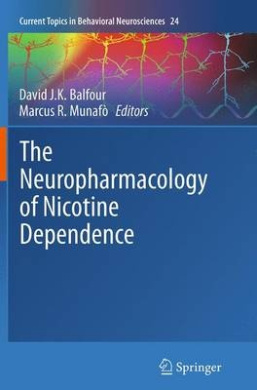 Current Topics in Behavioral Neurosciences 24
David J.K. Balfour
Marcus R. Munafò Editors
The
Neuropharmacology
of Nicotine
Dependence
Springer